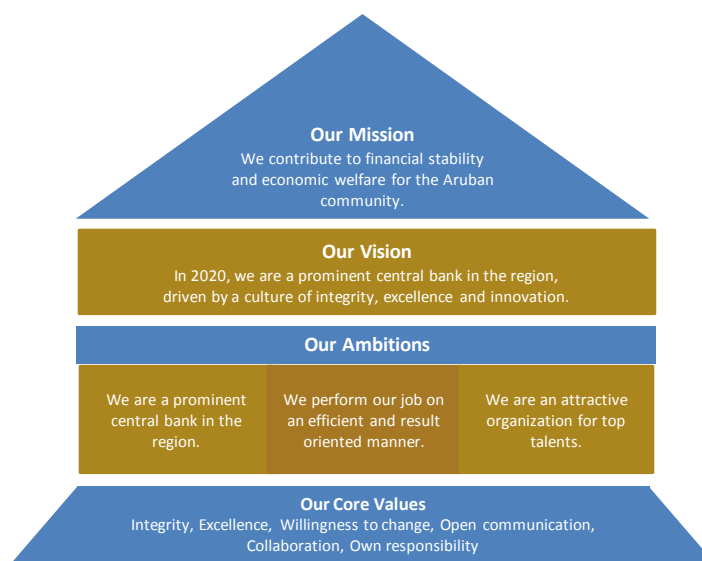 Our Mission
We contribute to financial stability
and economic welfare for the Aruban
community.
Our Vision
In 2020, we are a prominent central bank in the region,
driven by a culture of integrity, excellence and innovation.
Our Ambitions
We are a prominent
central bank in the
region.
We perform our job on
an efficient and result
oriented manner.
We are an attractive
organization for top
talents.
Our Core Values
Integrity, Excellence, Willingness to change, Open communication,
Collaboration, Own responsibility